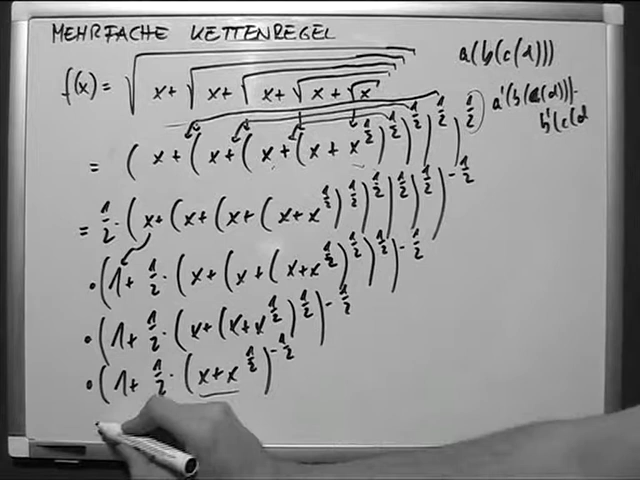 MEHRFACHE KETTENREGEL
a(b(c(d)))
f(x) = √(x+√(x+√(x+√(x+√x))))
a'(b(c(d)))·
b'(c(d
= (x+(x+(x+(x+x^½)^½)^½)^½)^½
= ½·(x+(x+(x+(x+x^½)^½)^½)^½)^-½
·(1+½·(x+(x+(x+x^½)^½)^½)^-½
·(1+½·(x+(x+x^½)^½)^-½
·(1+½·(x+x^½)^-½